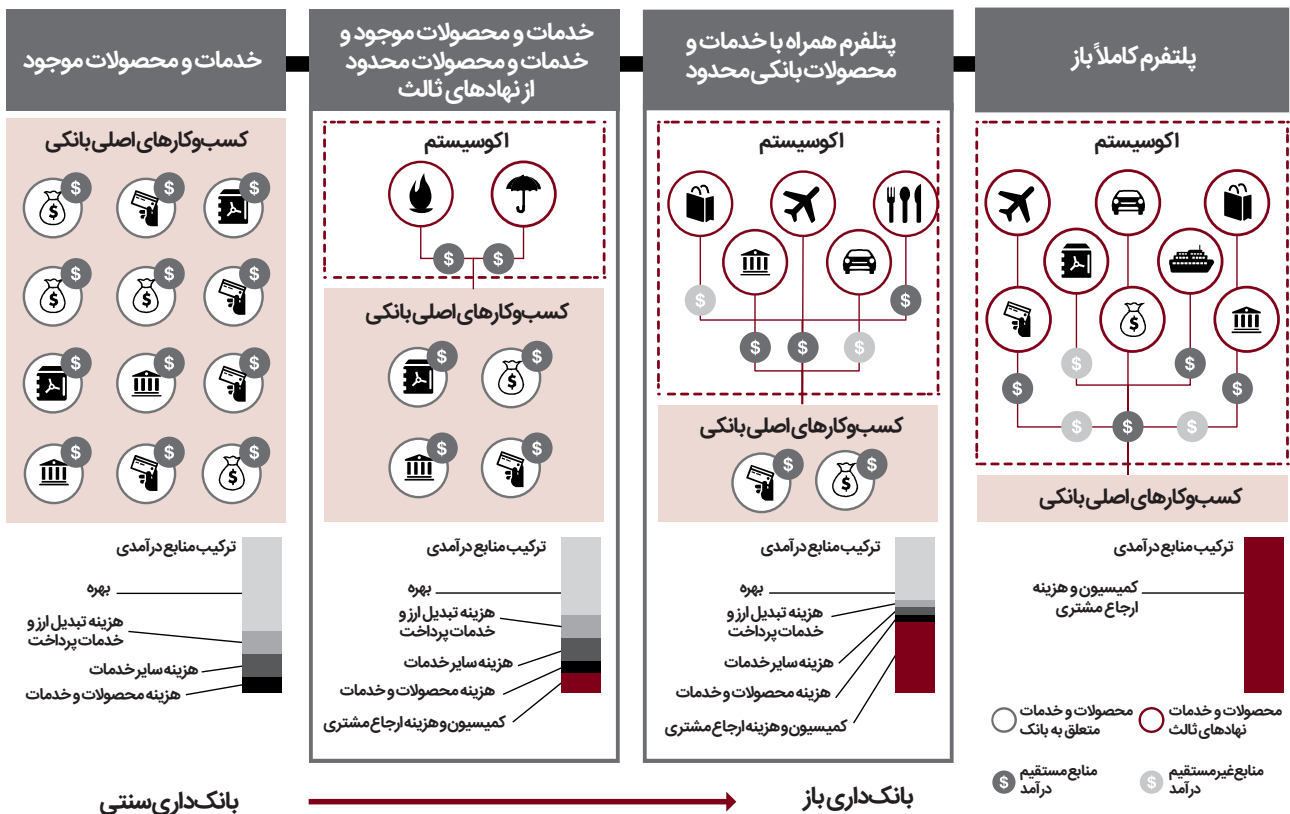 خدمات و محصولات موجود
خدمات و محصولات موجود و
خدمات و محصولات محدود
از نهادهای ثالث
پتلفرم همراه با خدمات و
محصولات بانکی محدود
پلتفرم کاملاً باز
کسب‌وکارهای اصلی بانکی
$ $ $
$ $ $
$ $ $
$ $ $
ترکیب منابع درآمدی
بهره
هزینه تبدیل ارز و
خدمات پرداخت
هزینه سایر خدمات
هزینه محصولات و خدمات
اکوسیستم
$ $
کسب‌وکارهای اصلی بانکی
$ $
$ $
ترکیب منابع درآمدی
بهره
هزینه تبدیل ارز و
خدمات پرداخت
هزینه سایر خدمات
هزینه محصولات و خدمات
کمیسیون و هزینه ارجاع مشتری
اکوسیستم
$ $
$ $ $
کسب‌وکارهای اصلی بانکی
$ $
ترکیب منابع درآمدی
بهره
هزینه تبدیل ارز و
خدمات پرداخت
هزینه سایر خدمات
هزینه محصولات و خدمات
کمیسیون و هزینه ارجاع مشتری
اکوسیستم
$
$ $
$ $
$ $ $
کسب‌وکارهای اصلی بانکی
ترکیب منابع درآمدی
کمیسیون و هزینه
ارجاع مشتری
محصولات و خدمات
نهادهای ثالث
محصولات و خدمات
متعلق به بانک
$ منابع غیرمستقیم
درآمد
$ منابع مستقیم
درآمد
بانک‌داری سنتی
بانک‌داری باز